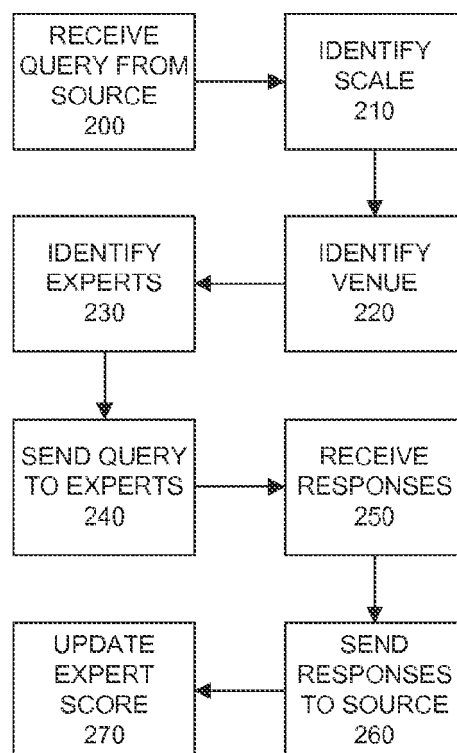 RECEIVE
QUERY FROM
SOURCE
200
IDENTIFY
SCALE
210
IDENTIFY
VENUE
220
IDENTIFY
EXPERTS
230
SEND QUERY
TO EXPERTS
240
RECEIVE
RESPONSES
250
SEND
RESPONSES
TO SOURCE
260
UPDATE
EXPERT
SCORE
270